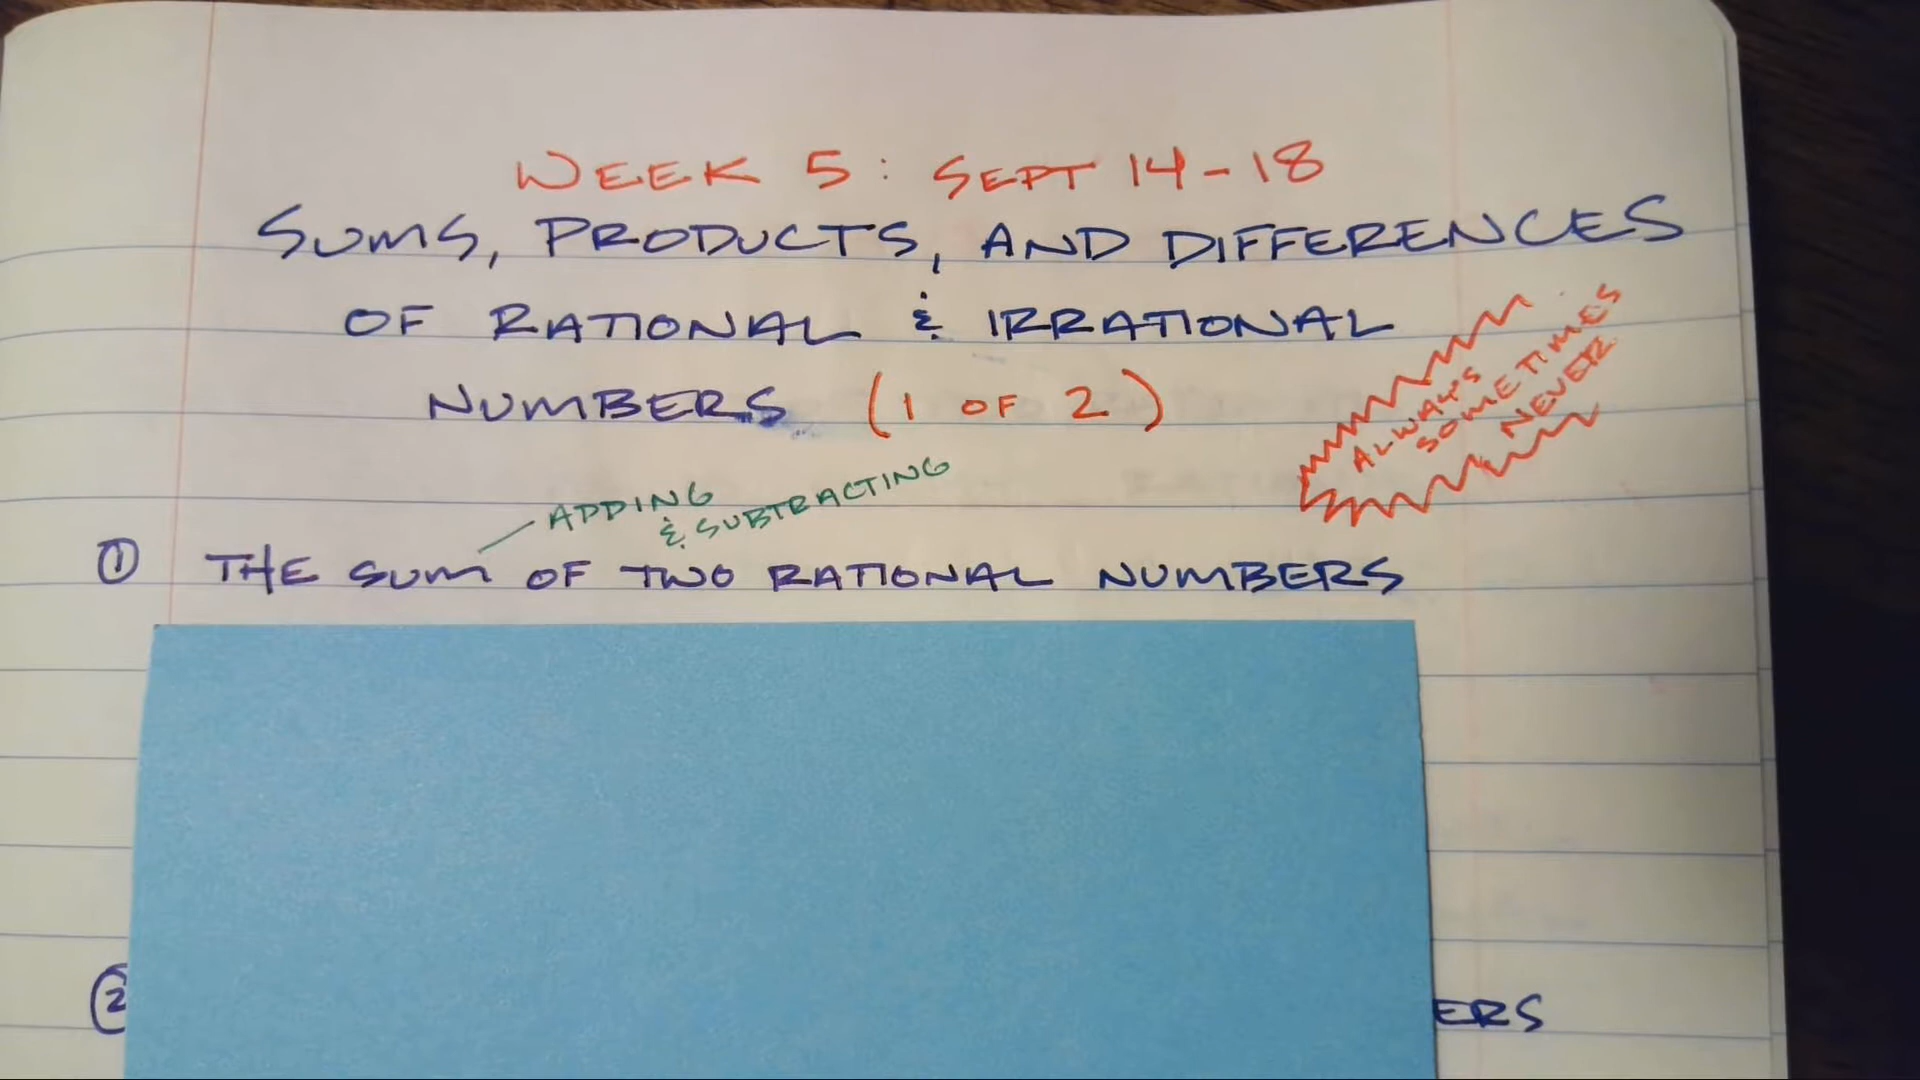 WEEK 5: SEPT 14-18
SUMS, PRODUCTS, AND DIFFERENCES
OF RATIONAL & IRRATIONAL
NUMBERS (1 OF 2)
ALWAYS
SOMETIMES
NEVER
ADDING
& SUBTRACTING
① THE SUM OF TWO RATIONAL NUMBERS
②
ERS